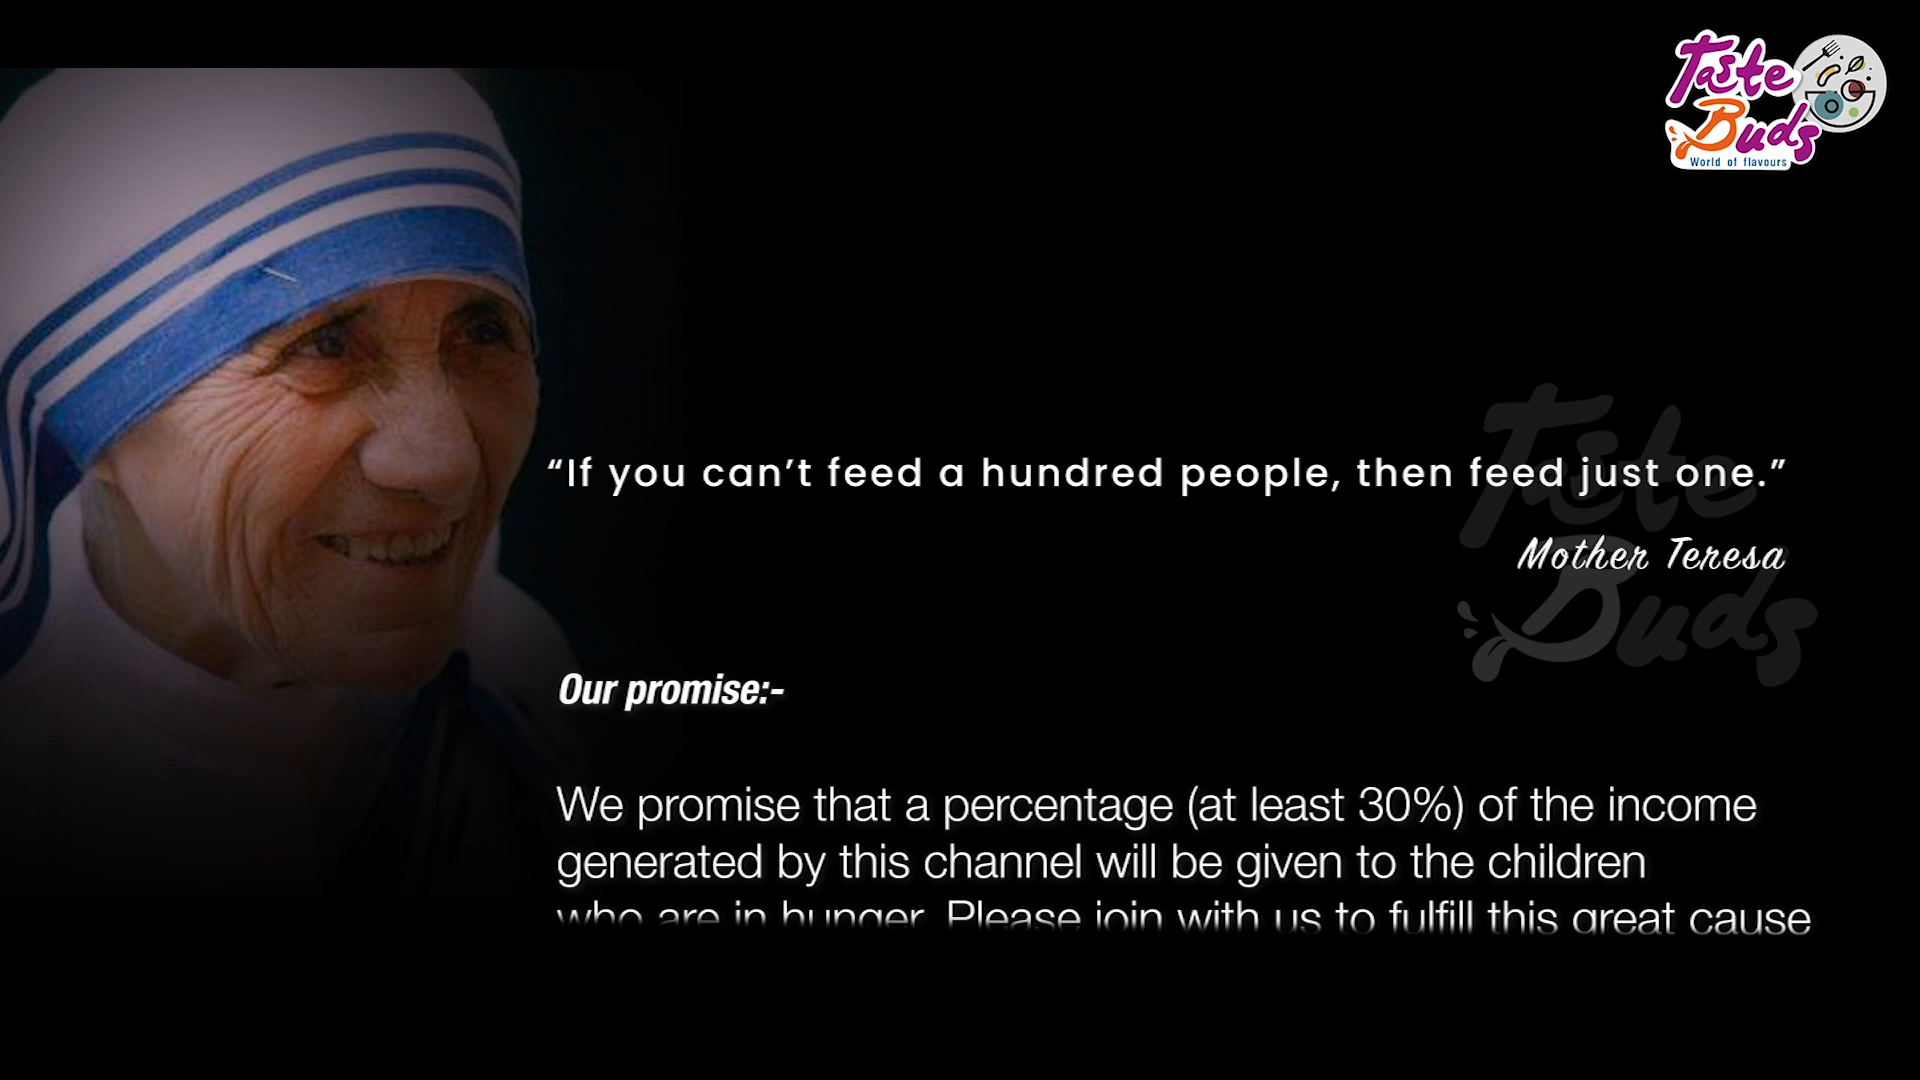 Taste
Buds
World of flavours
“If you can’t feed a hundred people, then feed just one.”
Mother Teresa
Taste
Buds
Our promise:-
We promise that a percentage (at least 30%) of the income
generated by this channel will be given to the children
who are in hunger. Please join with us to fulfill this great cause